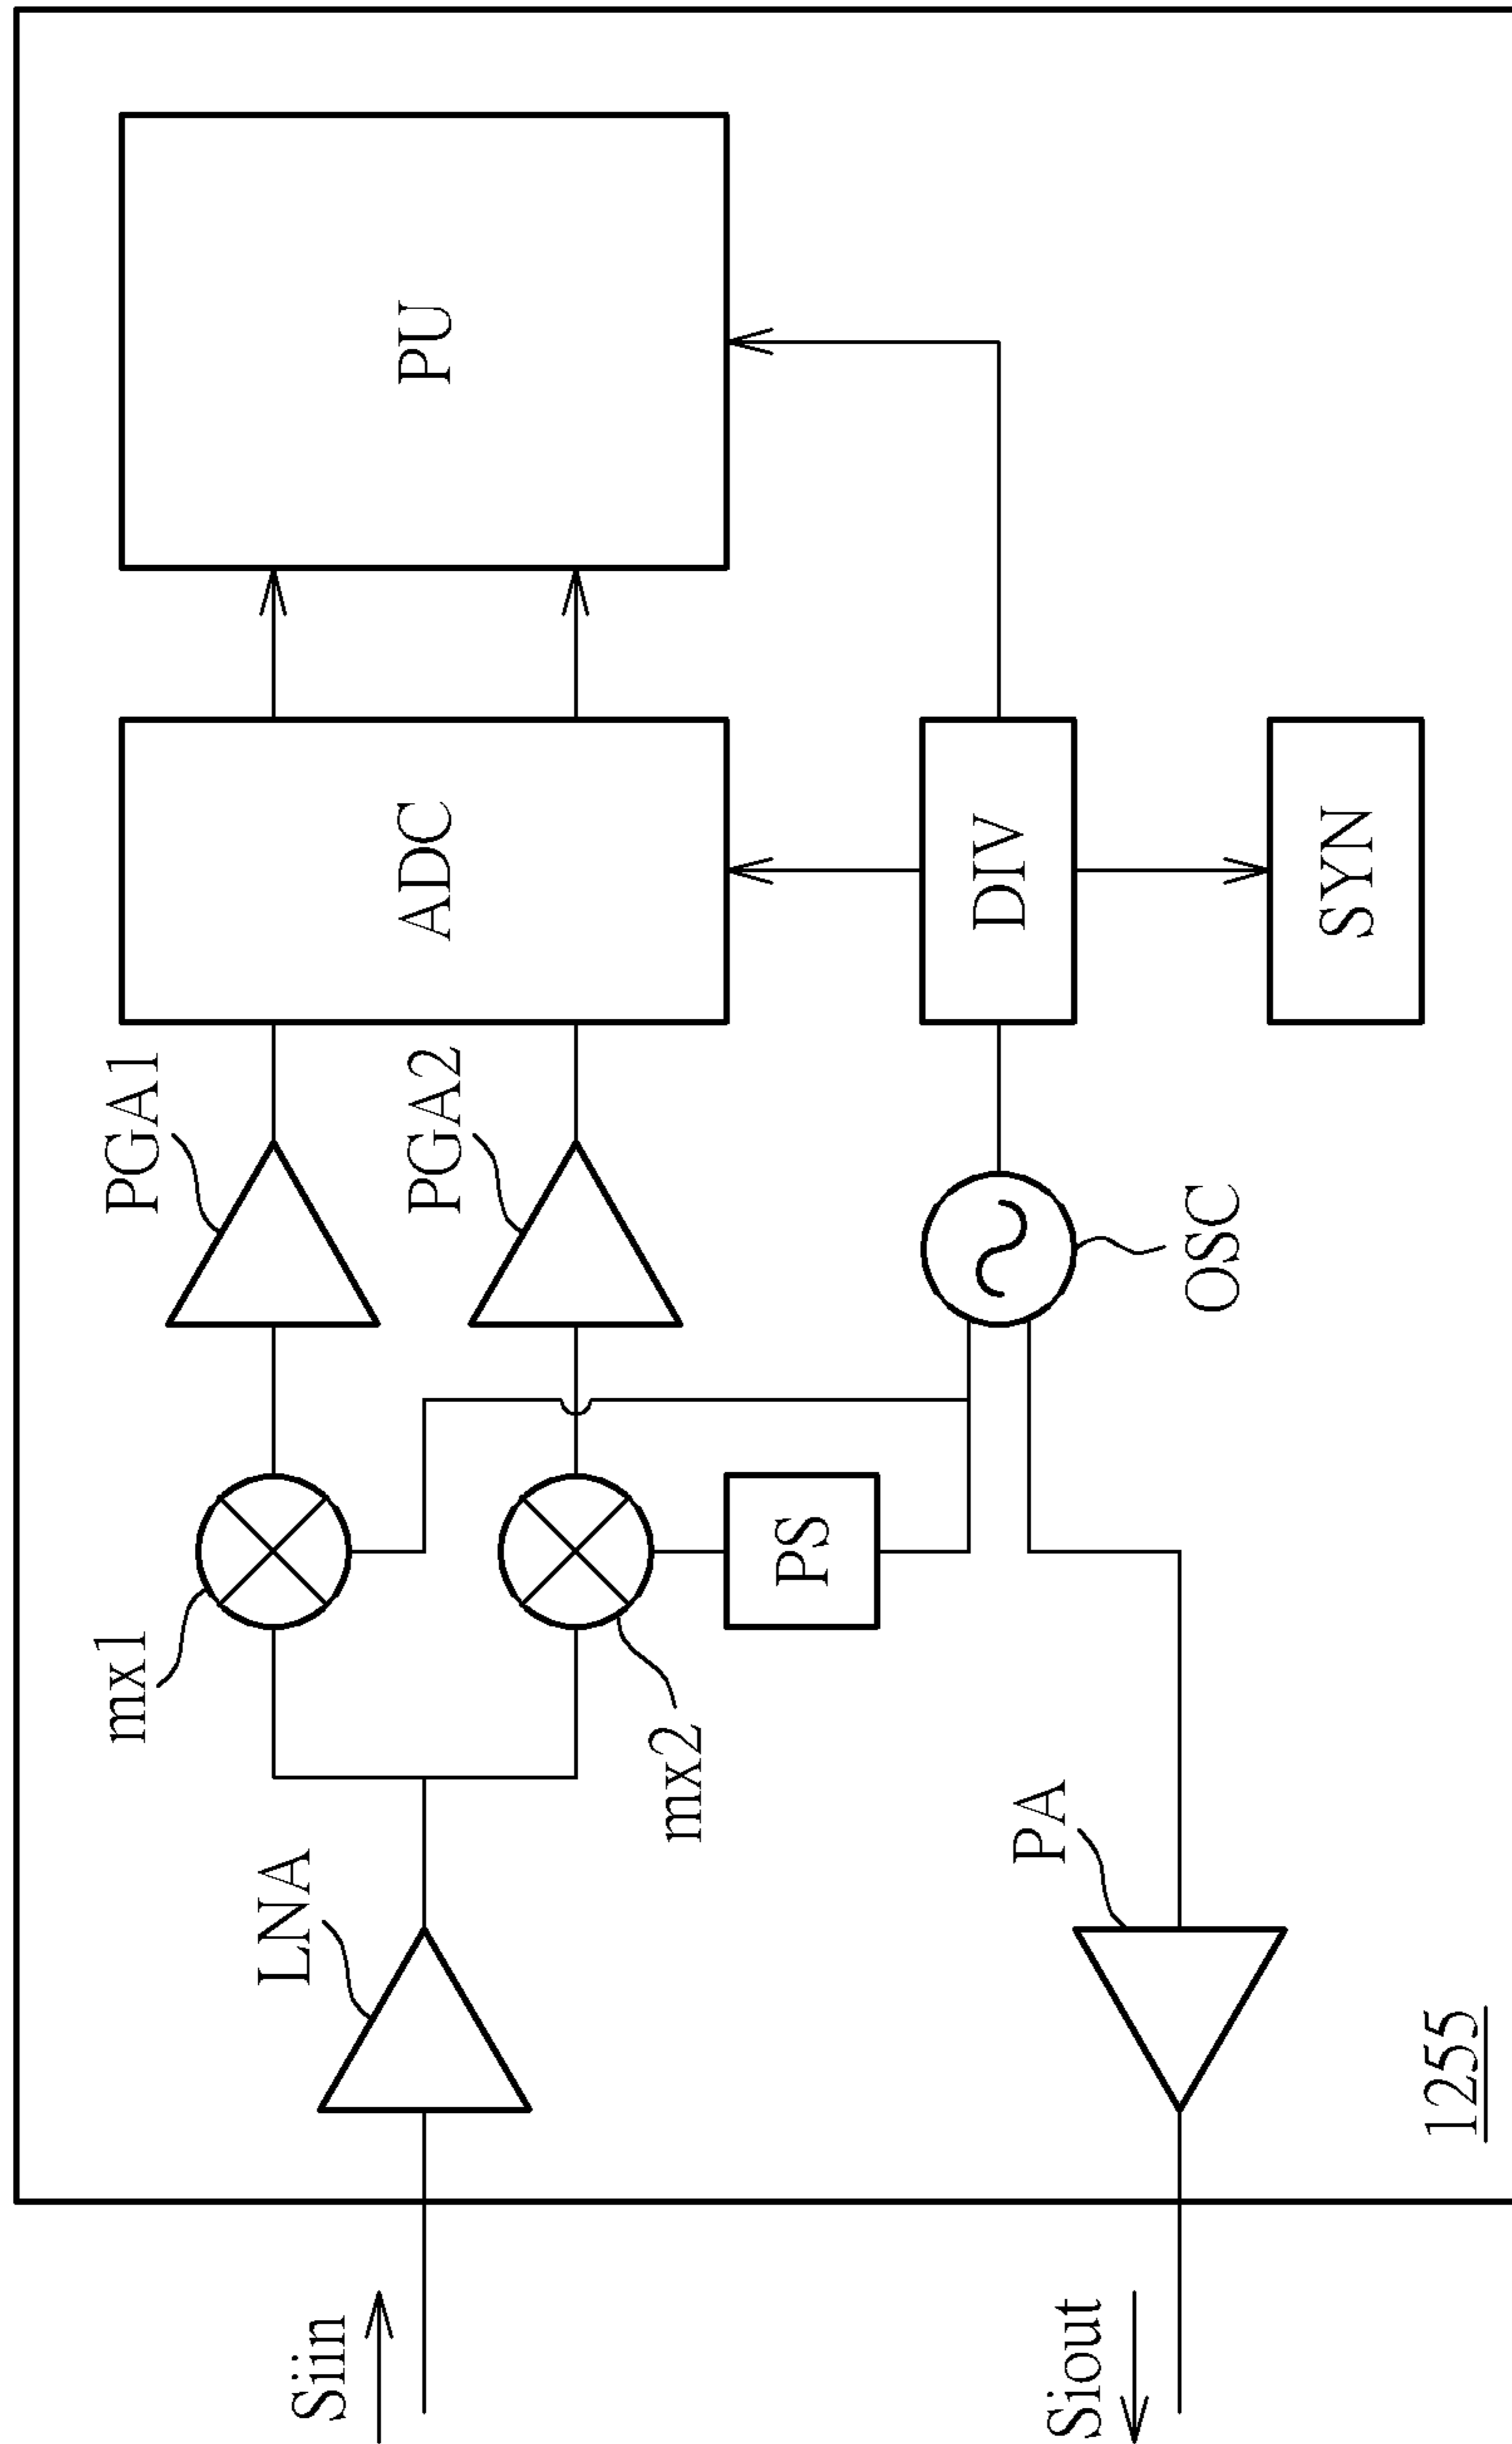 Siin
LNA
mx1
mx2
PGA1
PGA2
ADC
PU
PS
OSC
DIV
SYN
PA
Siout
1255